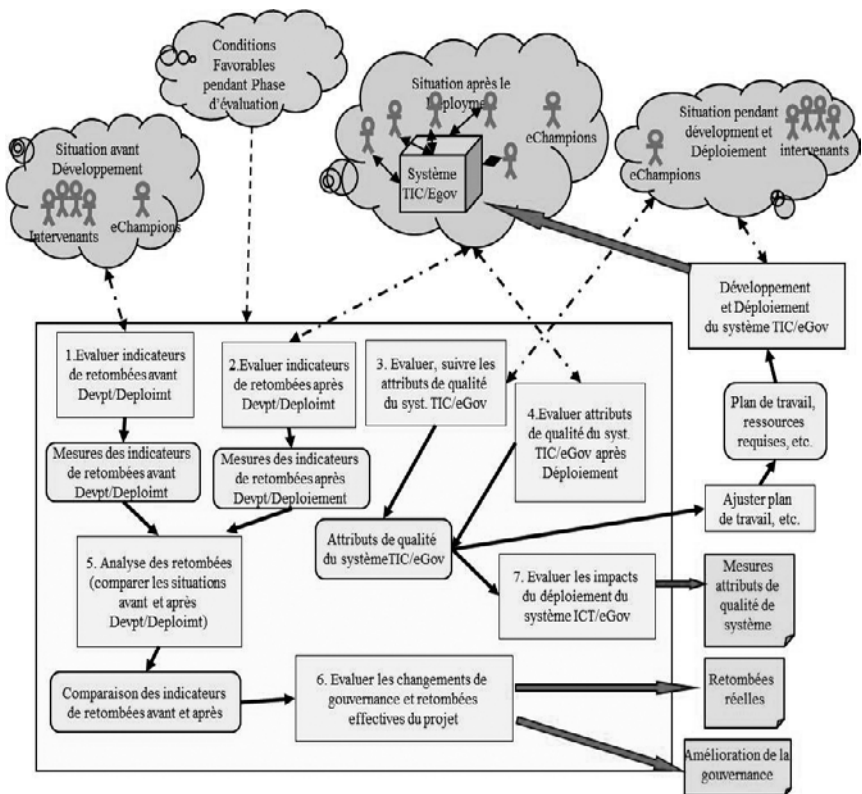 Conditions
Favorables
pendant Phase
d'évaluation
Situation après le
Déployme
eChampions
Système
TIC/Egov
Situation pendant
dévelopment et
Déploiement
intervenants
eChampions
Situation avant
Développement
Intervenants
eChampions
Développement
et Déploiement
du système TIC/eGov
1.Evaluer indicateurs
de retombées avant
Devpt/Deploimt
2.Evaluer indicateurs
de retombées après
Devpt/Deploimt
3. Evaluer, suivre les
attributs de qualité
du syst. TIC/eGov
4.Evaluer attributs
de qualité du syst.
TIC/eGov après
Déploiement
Plan de travail,
ressources
requises, etc.
Mesures des indicateurs
de retombées avant
Devpt/Deploimt
Mesures des indicateurs
de retombées après
Devpt/Deploiement
Ajuster plan
de travail, etc.
Attributs de qualité
du systèmeTIC/eGov
5. Analyse des retombées
(comparer les situations
avant et après
Devpt/Deploimt)
7. Evaluer les impacts
du déploiement du
système ICT/eGov
Mesures
attributs de
qualité de
système
Comparaison des indicateurs
de retombées avant et après
6. Evaluer les changements de
gouvernance et retombées
effectives du projet
Retombées
réelles
Amélioration de la
gouvernance